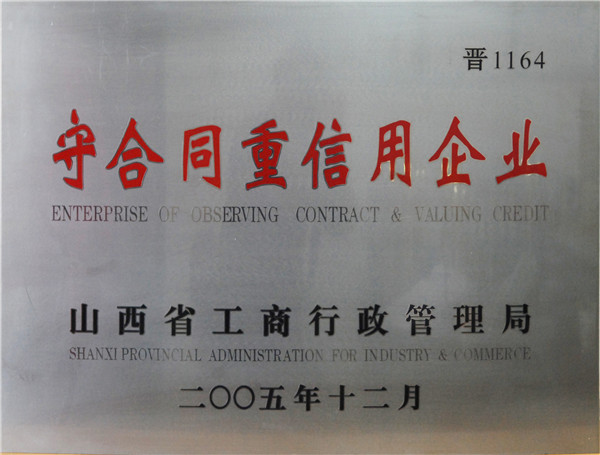 晋1164
守合同重信用企业
ENTERPRISE OF OBSERVING CONTRACT & VALUING CREDIT
山西省工商行政管理局
SHANXI PROVINCIAL ADMINISTRATION FOR INDUSTRY & COMMERCE
二〇〇五年十二月